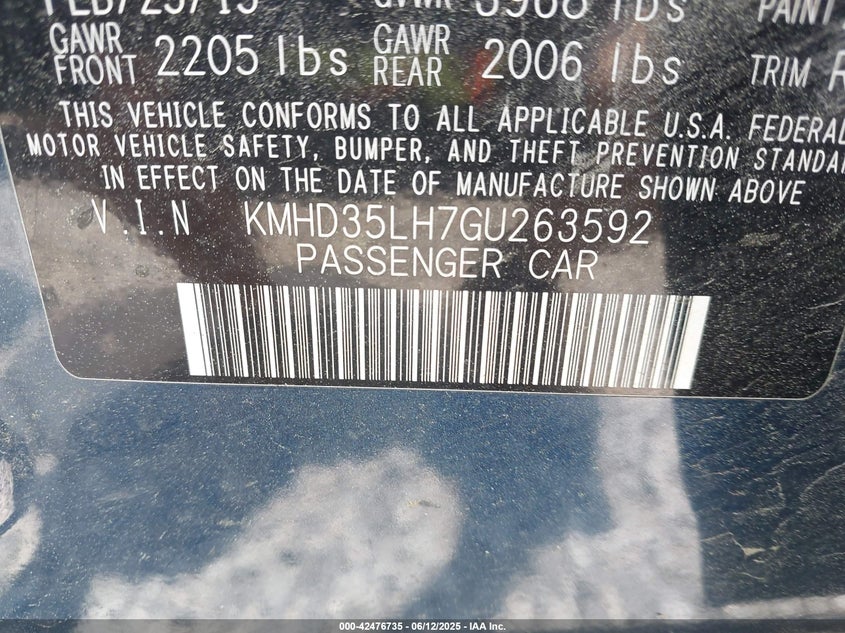 GAWR FRONT 2205 lbs GAWR REAR 2006 lbs TRIM
THIS VEHICLE CONFORMS TO ALL APPLICABLE U.S.A. FEDERAL
MOTOR VEHICLE SAFETY, BUMPER, AND THEFT PREVENTION
IN EFFECT ON THE DATE OF MANUFACTURE SHOWN ABOVE
V.I.N KMHD35LH7GU263592
PASSENGER CAR
000-42476735 - 06/12/2025 - IAA Inc.